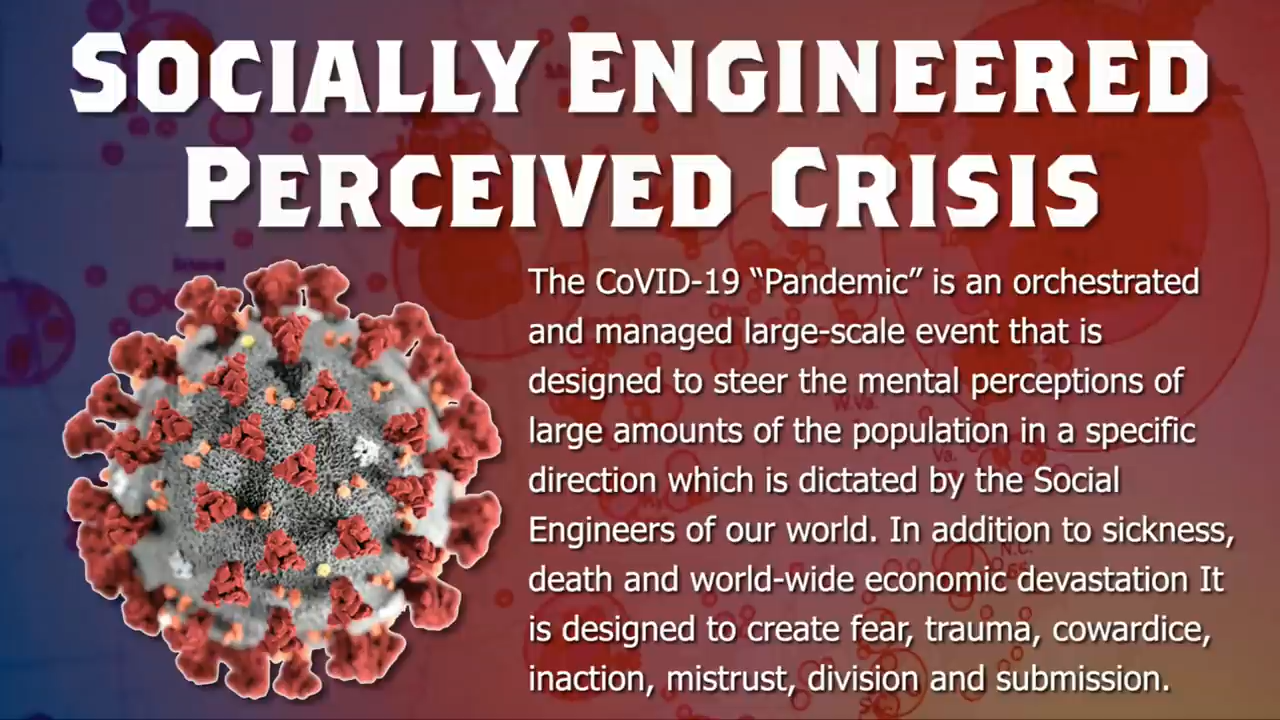 SOCIALLY ENGINEERED
PERCEIVED CRISIS
The CoVID-19 “Pandemic” is an orchestrated
and managed large-scale event that is
designed to steer the mental perceptions of
large amounts of the population in a specific
direction which is dictated by the Social
Engineers of our world. In addition to sickness,
death and world-wide economic devastation It
is designed to create fear, trauma, cowardice,
inaction, mistrust, division and submission.